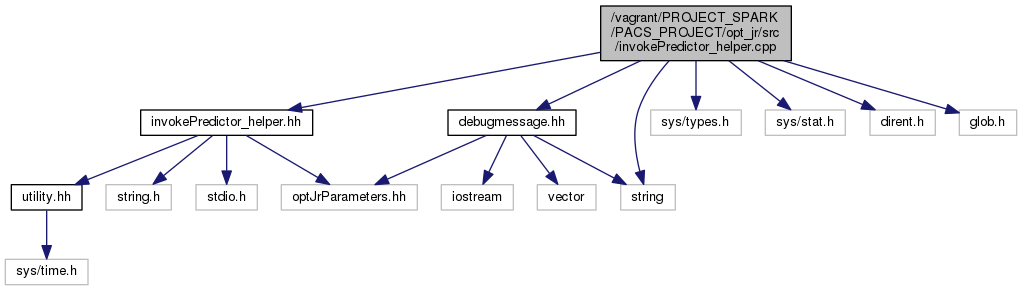 /vagrant/PROJECT_SPARK
/PACS_PROJECT/opt_jr/src
/invokePredictor_helper.cpp
invokePredictor_helper.hh
debugmessage.hh
sys/types.h
sys/stat.h
dirent.h
glob.h
utility.hh
string.h
stdio.h
optJrParameters.hh
iostream
vector
string
sys/time.h